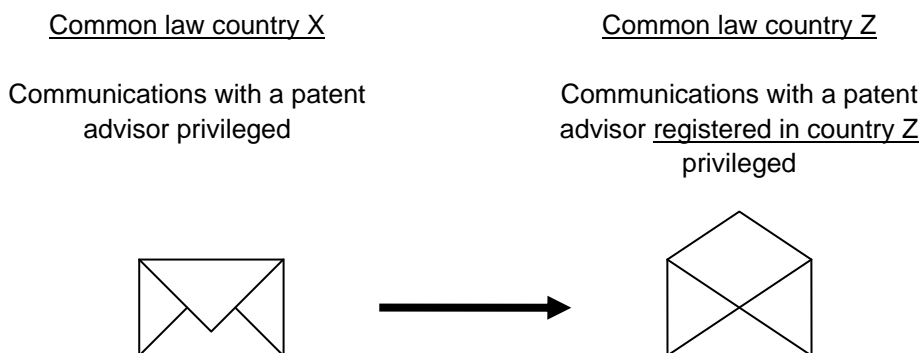 Common law country X
Communications with a patent
advisor privileged
Common law country Z
Communications with a patent
advisor registered in country Z
privileged